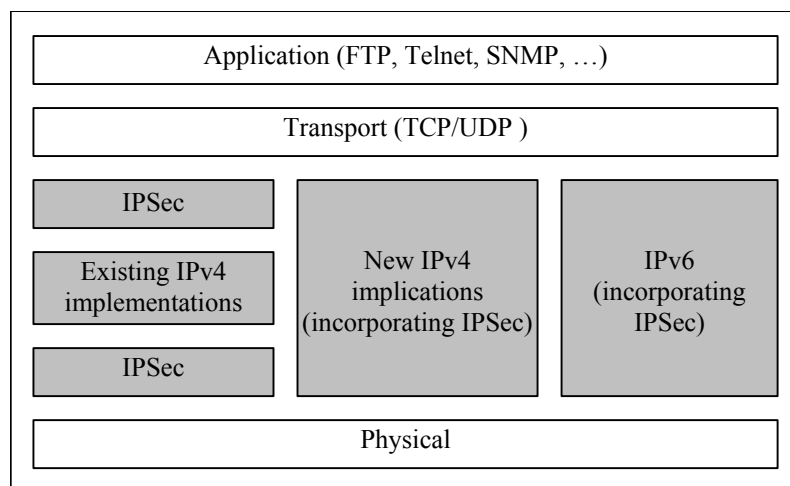 Application (FTP, Telnet, SNMP, …)
Transport (TCP/UDP )
IPSec
Existing IPv4
implementations
IPSec
New IPv4
implications
(incorporating IPSec)
IPv6
(incorporating
IPSec)
Physical